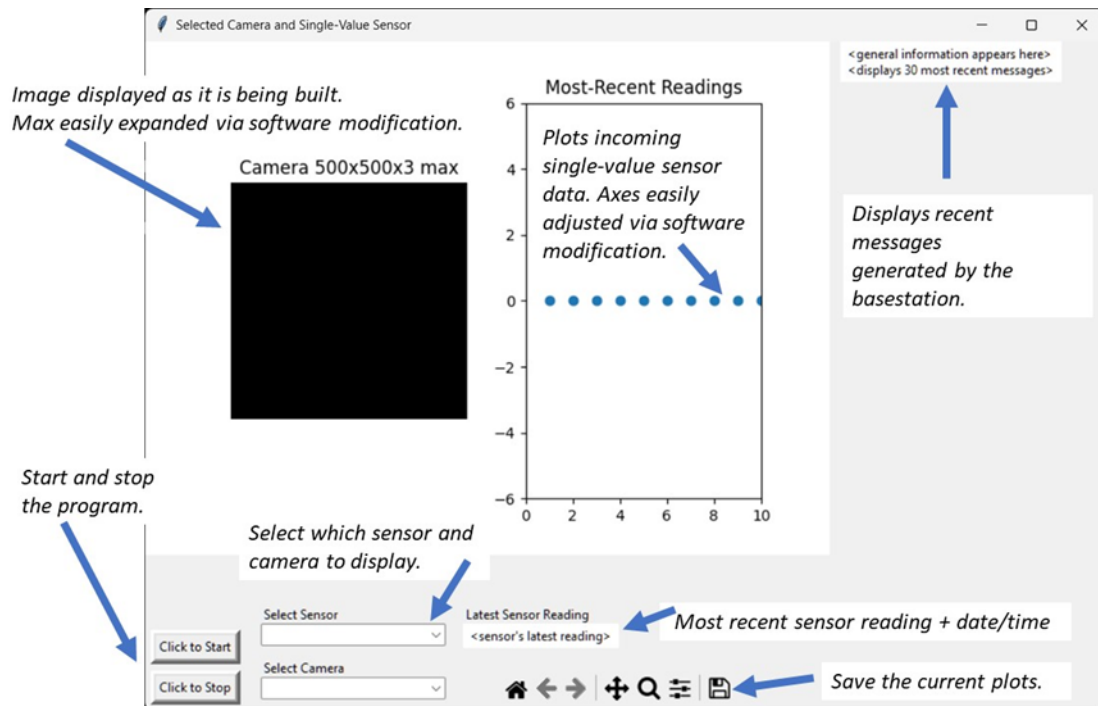 Selected Camera and Single-Value Sensor
<general information appears here>
<displays 30 most recent messages>
Image displayed as it is being built.
Max easily expanded via software modification.
Most-Recent Readings
6
4
2
0
−2
−4
−6
0 2 4 6 8 10
Plots incoming
single-value sensor
data. Axes easily
adjusted via software
modification.
Camera 500x500x3 max
Displays recent
messages
generated by the
basestation.
Start and stop
the program.
Select which sensor and
camera to display.
Select Sensor
Latest Sensor Reading
<sensor's latest reading>
Most recent sensor reading + date/time
Click to Start
Select Camera
Click to Stop
Save the current plots.